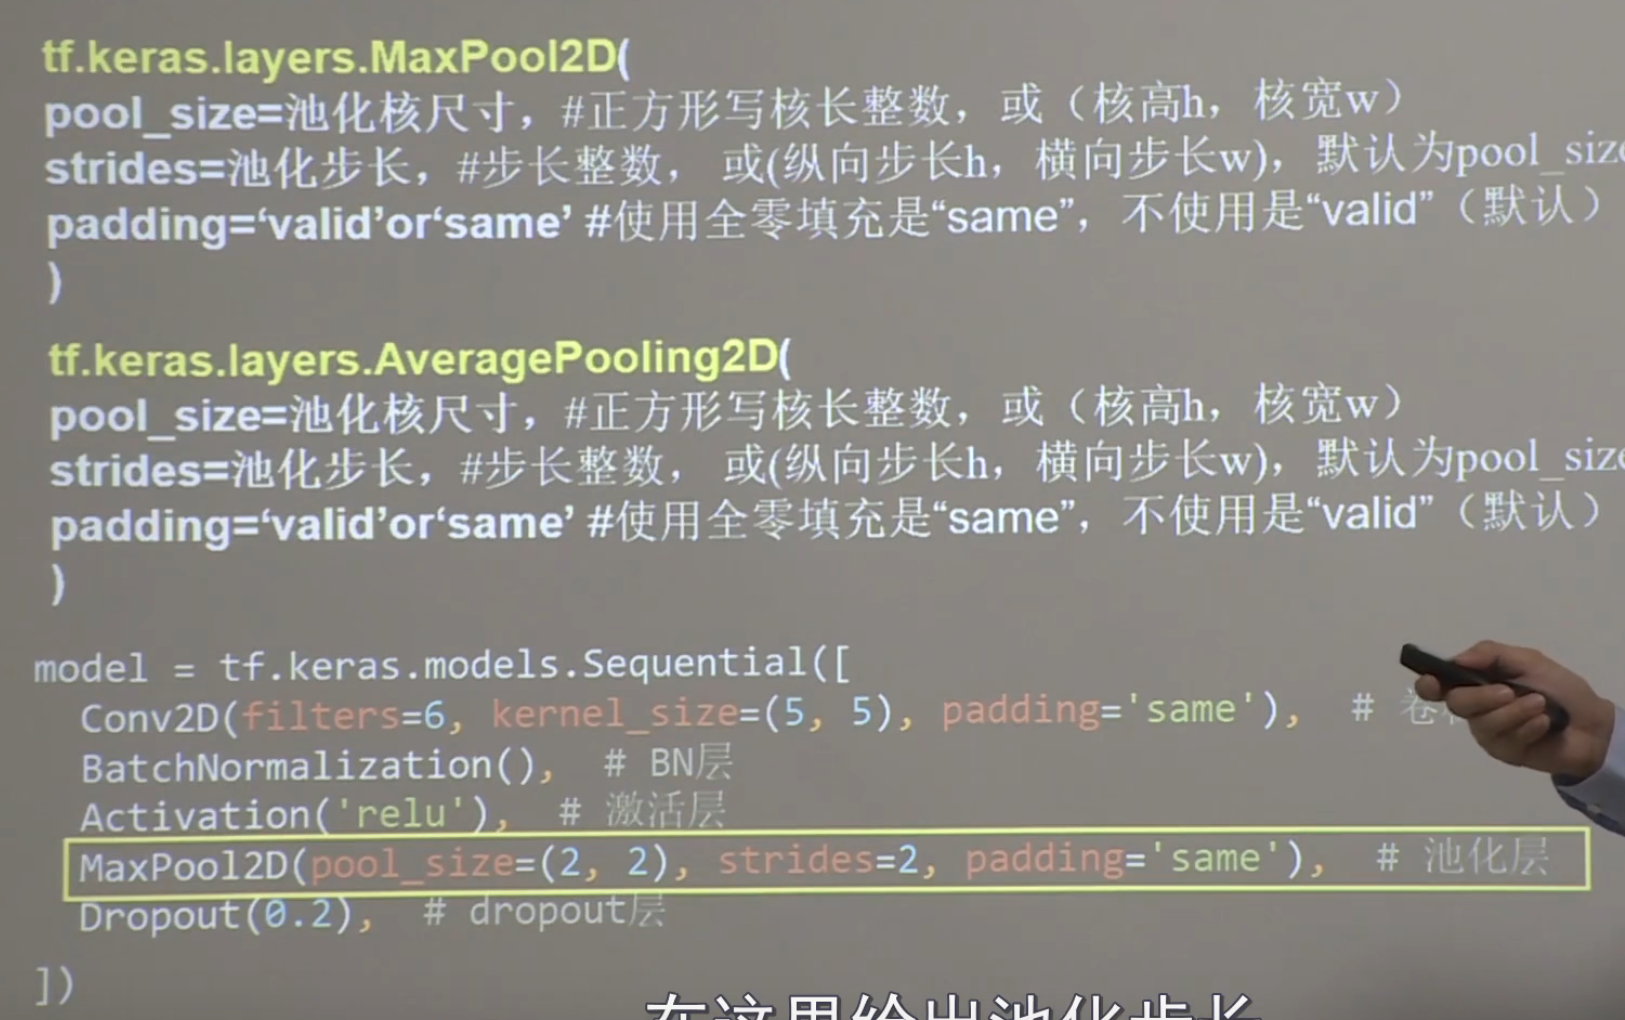 tf.keras.layers.MaxPool2D(
pool_size=池化核尺寸，#正方形写核长整数，或（核高h，核宽w）
strides=池化步长，#步长整数， 或(纵向步长h，横向步长w)，默认为pool_size
padding=‘valid’or‘same’ #使用全零填充是“same”，不使用是“valid”（默认）
)
tf.keras.layers.AveragePooling2D(
pool_size=池化核尺寸，#正方形写核长整数，或（核高h，核宽w）
strides=池化步长，#步长整数， 或(纵向步长h，横向步长w)，默认为pool_size
padding=‘valid’or‘same’ #使用全零填充是“same”，不使用是“valid”（默认）
)
model = tf.keras.models.Sequential([
Conv2D(filters=6, kernel_size=(5, 5), padding='same'), # 卷
BatchNormalization(), # BN层
Activation('relu'), # 激活层
MaxPool2D(pool_size=(2, 2), strides=2, padding='same'), # 池化层
Dropout(0.2), # dropout层
])
在这里给出池化步长